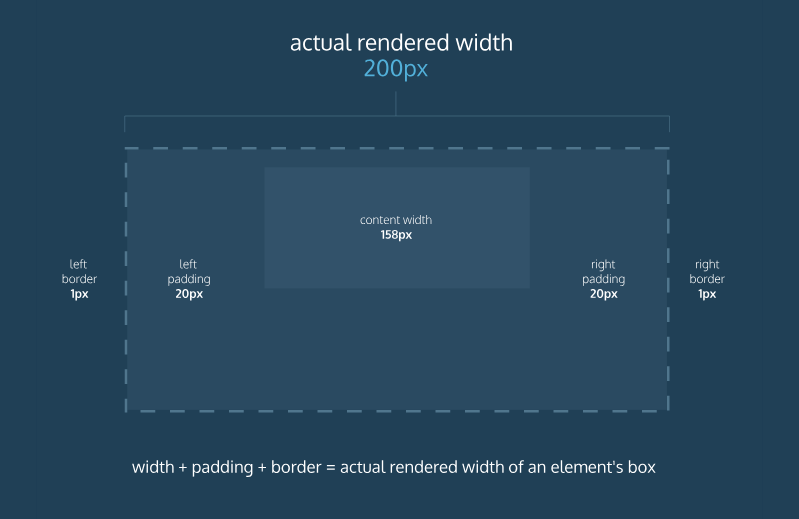 actual rendered width
200px
content width
158px
left
border
1px
left
padding
20px
right
padding
20px
right
border
1px
width + padding + border = actual rendered width of an element's box